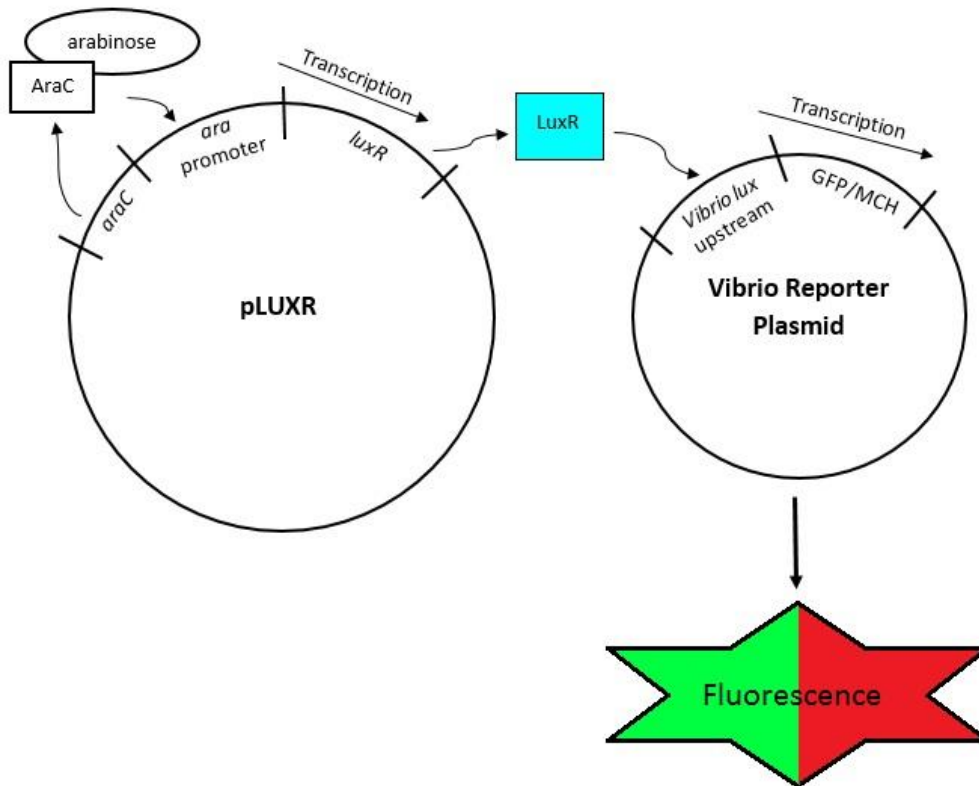 arabinose
AraC
araC
ara
promoter
Transcription
luxR
LuxR
Transcription
Vibrio lux
upstream
GFP/MCH
pLUXR
Vibrio Reporter
Plasmid
Fluorescence